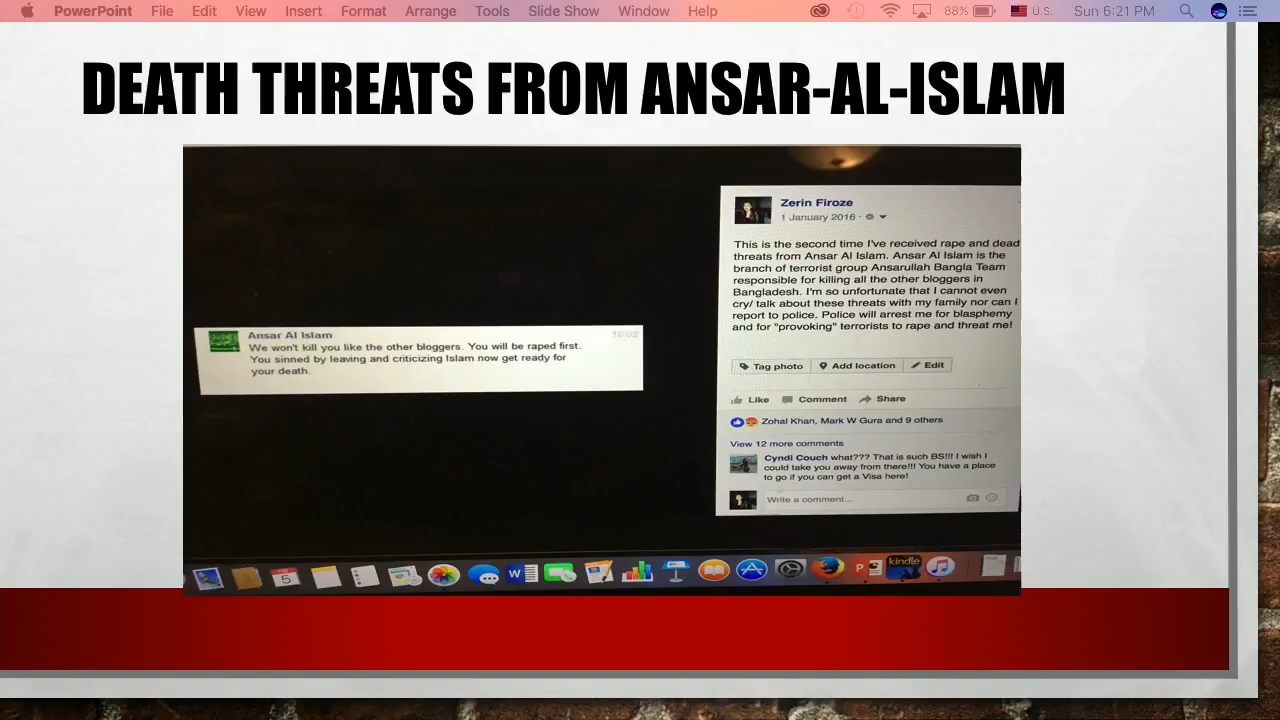 PowerPoint File Edit View Insert Format Arrange Tools Slide Show Window Help 88% U.S. Sun 6:21 PM
DEATH THREATS FROM ANSAR-AL-ISLAM
Ansar Al Islam
We won't kill you like the other bloggers. You will be raped first.
You sinned by leaving and criticizing Islam now get ready for
your death.
Zerin Firoze
1 January 2016 ·
This is the second time I've received rape and dead
threats from Ansar Al Islam. Ansar Al Islam is the
branch of terrorist group Ansarullah Bangla Team
responsible for killing all the other bloggers in
Bangladesh. I'm so unfortunate that I cannot even
cry/ talk about these threats with my family nor can I
report to police. Police will arrest me for blasphemy
and for "provoking" terrorists to rape and threat me!
Tag photo Add location Edit
Like Comment Share
Zohal Khan, Mark W Gura and 9 others
View 12 more comments
Cyndi Couch what??? That is such BS!!! I wish I
could take you away from there!!! You have a place
to go if you can get a Visa here!
Write a comment...
5
W
P
kindle